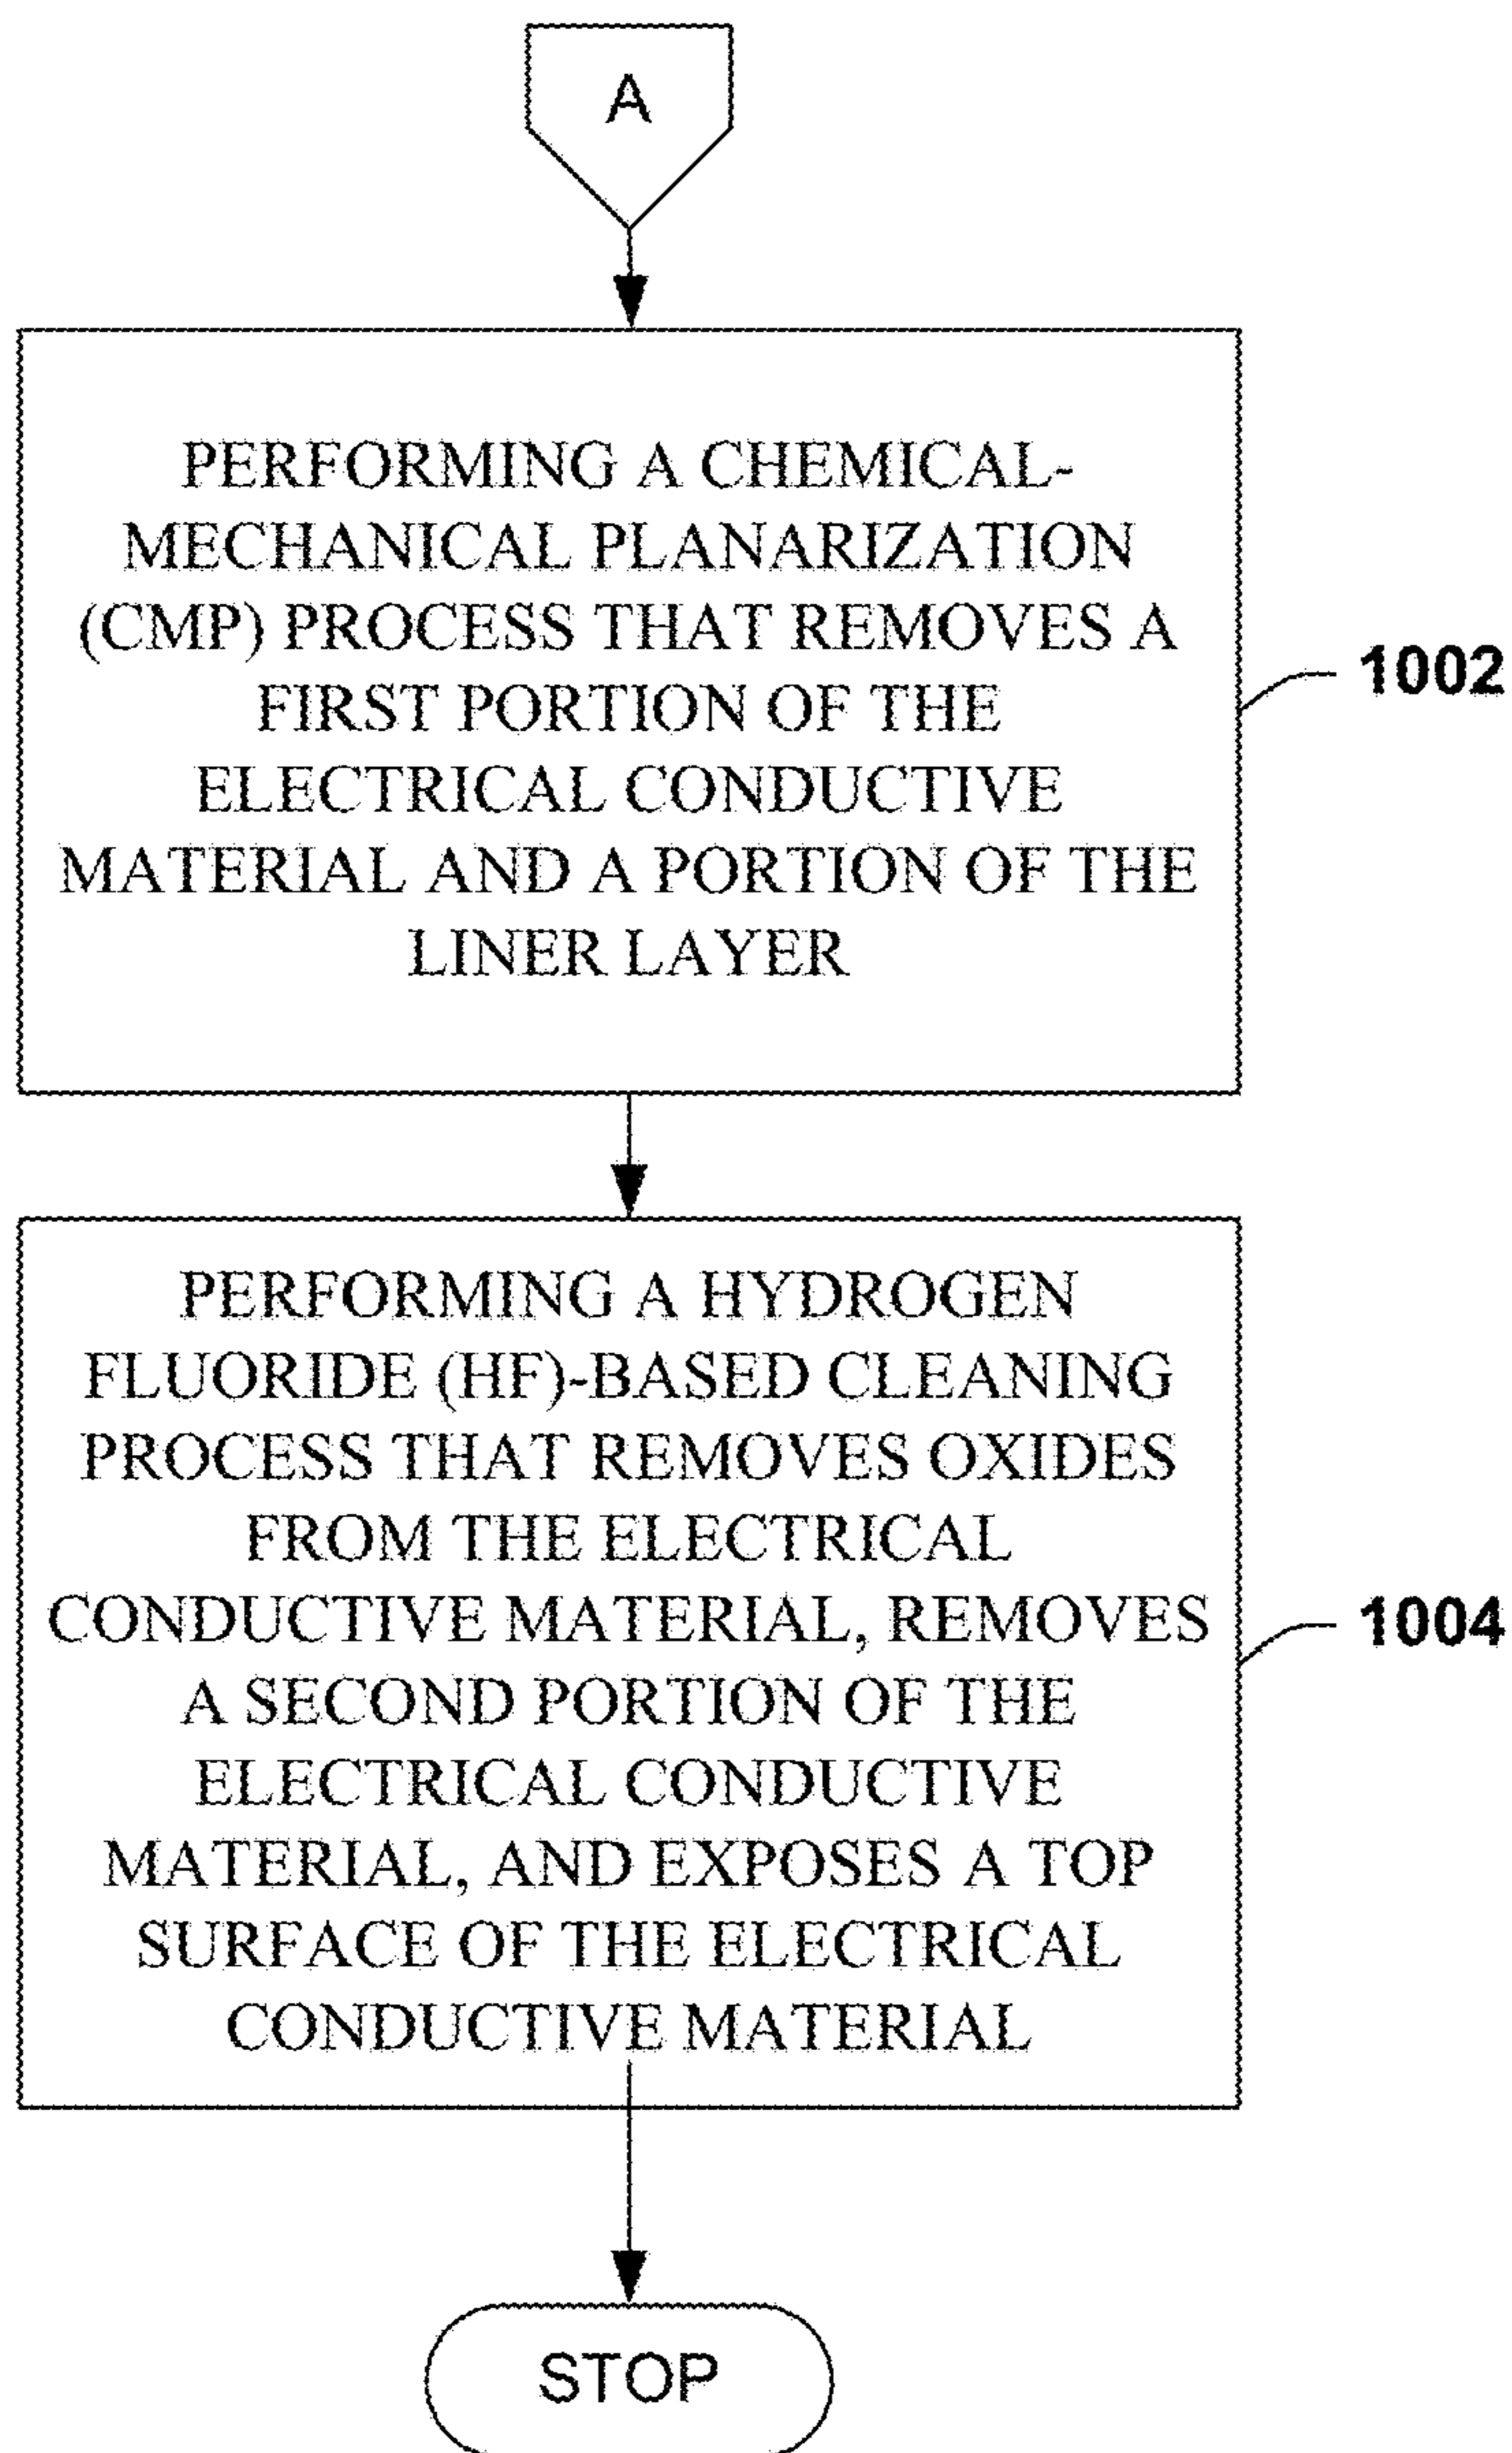 A
PERFORMING A CHEMICAL-
MECHANICAL PLANARIZATION
(CMP) PROCESS THAT REMOVES A
FIRST PORTION OF THE
ELECTRICAL CONDUCTIVE
MATERIAL AND A PORTION OF THE
LINER LAYER
1002
PERFORMING A HYDROGEN
FLUORIDE (HF)-BASED CLEANING
PROCESS THAT REMOVES OXIDES
FROM THE ELECTRICAL
CONDUCTIVE MATERIAL, REMOVES
A SECOND PORTION OF THE
ELECTRICAL CONDUCTIVE
MATERIAL, AND EXPOSES A TOP
SURFACE OF THE ELECTRICAL
CONDUCTIVE MATERIAL
1004
STOP